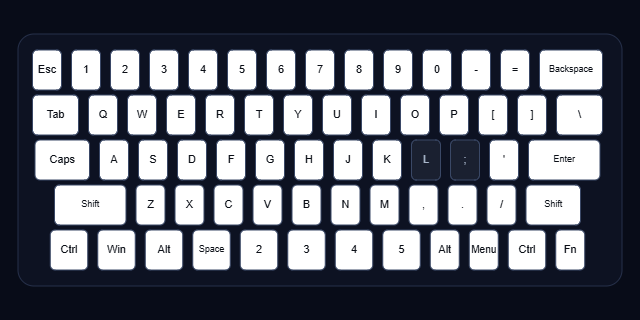 Esc 1 2 3 4 5 6 7 8 9 0 - = Backspace
Tab Q W E R T Y U I O P [ ] \
Caps A S D F G H J K L ; ' Enter
Shift Z X C V B N M , . / Shift
Ctrl Win Alt Space 2 3 4 5 Alt Menu Ctrl Fn